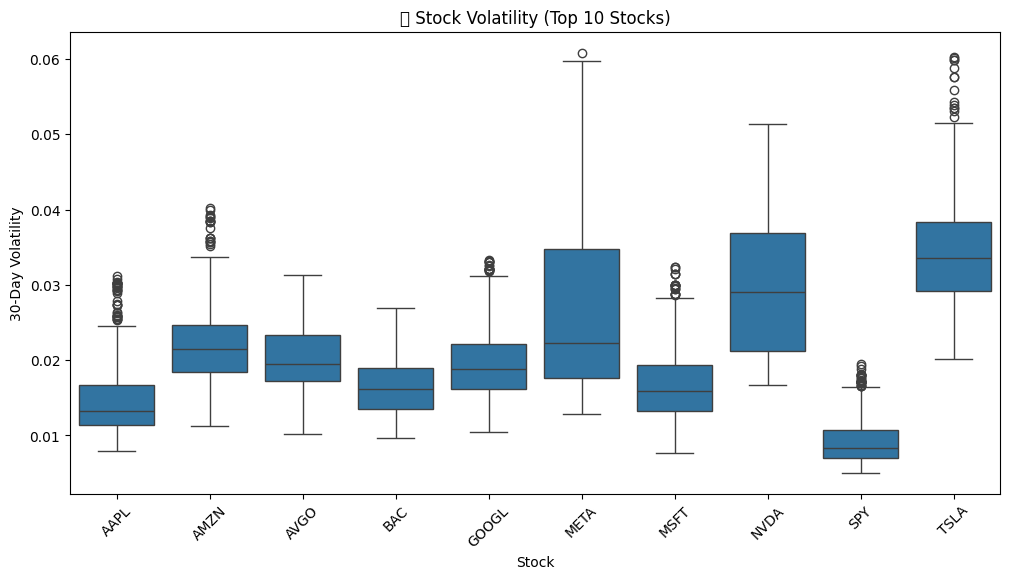 Stock Volatility (Top 10 Stocks)
30-Day Volatility
0.06
0.05
0.04
0.03
0.02
0.01
AAPL
AMZN
AVGO
BAC
GOOGL
META
MSFT
NVDA
SPY
TSLA
Stock